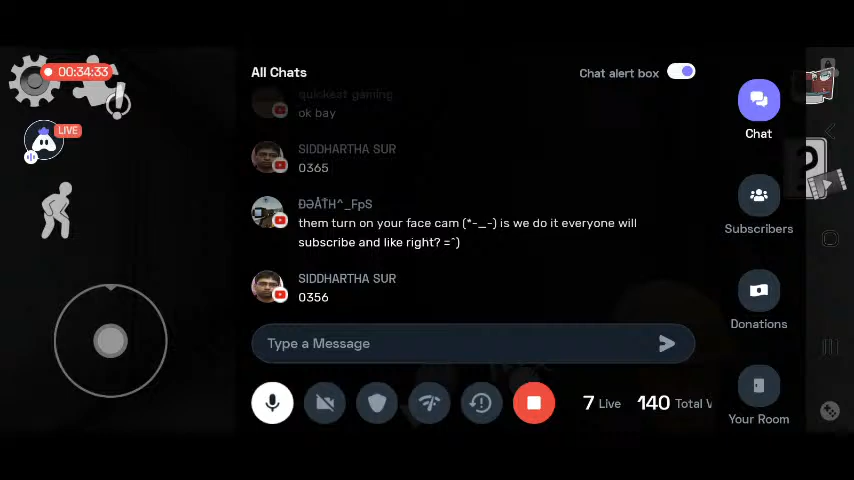 00:34:33
LIVE
All Chats
Chat alert box
quickest gaming
ok bay
SIDDHARTHA SUR
0365
ĐƏÅŤH^_FpS
them turn on your face cam (*-_-) is we do it everyone will
subscribe and like right? =^)
SIDDHARTHA SUR
0356
Type a Message
7 Live 140 Total V
Chat
Subscribers
Donations
Your Room